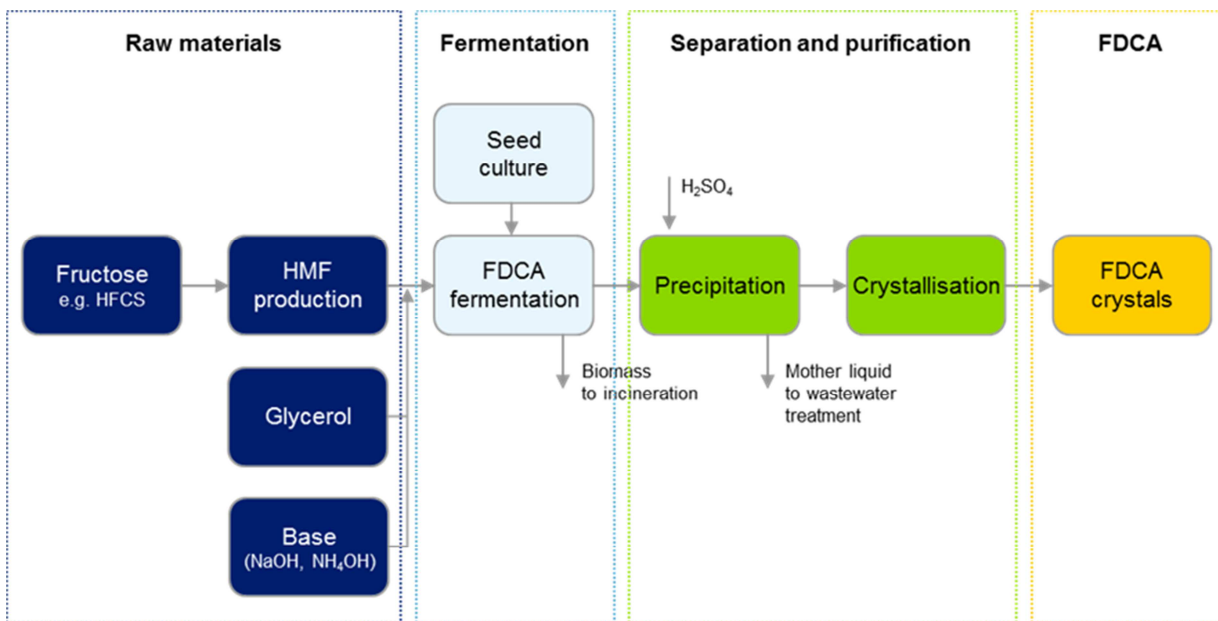 Raw materials
Fermentation
Separation and purification
FDCA
Seed
culture
H₂SO₄
Fructose
e.g. HFCS
HMF
production
FDCA
fermentation
Precipitation
Crystallisation
FDCA
crystals
Biomass
to incineration
Mother liquid
to wastewater
treatment
Glycerol
Base
(NaOH, NH₄OH)